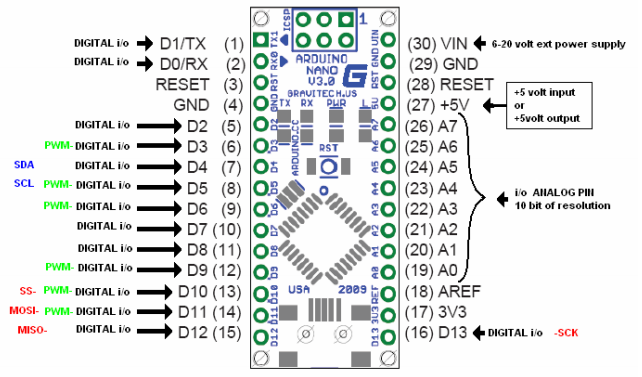 ICSP 1
DIGITAL i/o D1/TX (1) TX1
DIGITAL i/o D0/RX (2) RX0
RESET (3) RST
GND (4) GND
DIGITAL i/o D2 (5) D2
PWM- DIGITAL i/o D3 (6) D3
SDA DIGITAL i/o D4 (7) D4
SCL PWM- DIGITAL i/o D5 (8) D5
PWM- DIGITAL i/o D6 (9) D6
DIGITAL i/o D7 (10) D7
DIGITAL i/o D8 (11) D8
PWM- DIGITAL i/o D9 (12) D9
SS- PWM- DIGITAL i/o D10 (13) D10
MOSI- PWM- DIGITAL i/o D11 (14) D11
MISO- DIGITAL i/o D12 (15) D12
ARDUINO
NANO
V3.0
G
GRAVITECH.US
TX RX PWR L
ARDUINO.CC
RST
USA 2009
VIN (30) VIN 6-20 volt ext power supply
GND (29) GND
RST (28) RESET
5V (27) +5V
+5 volt input
or
+5volt output
A7 (26) A7
A6 (25) A6
A5 (24) A5
A4 (23) A4
A3 (22) A3
A2 (21) A2
A1 (20) A1
A0 (19) A0
i/o ANALOG PIN
10 bit of resolution
REF (18) AREF
3V3 (17) 3V3
D13 (16) D13 DIGITAL i/o -SCK